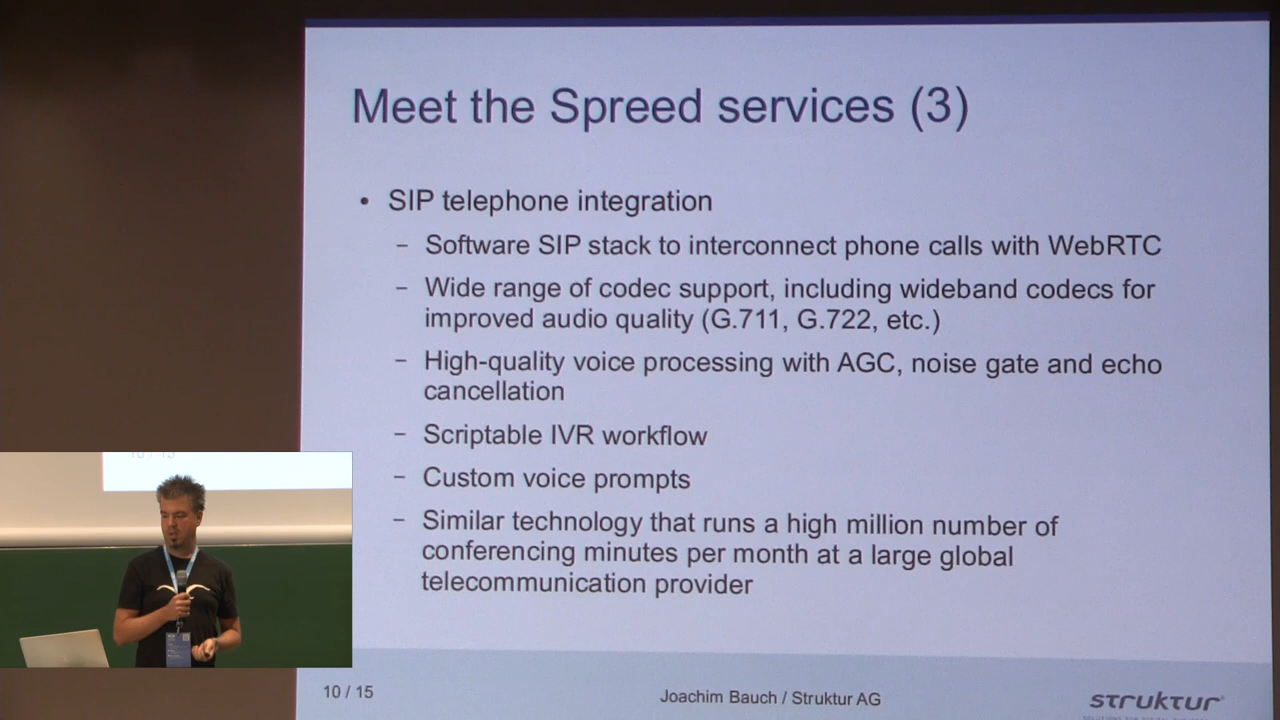 Meet the Spreed services (3)
• SIP telephone integration
– Software SIP stack to interconnect phone calls with WebRTC
– Wide range of codec support, including wideband codecs for
improved audio quality (G.711, G.722, etc.)
– High-quality voice processing with AGC, noise gate and echo
cancellation
– Scriptable IVR workflow
– Custom voice prompts
– Similar technology that runs a high million number of
conferencing minutes per month at a large global
telecommunication provider
10 / 15
10 / 15
Joachim Bauch / Struktur AG
struktur